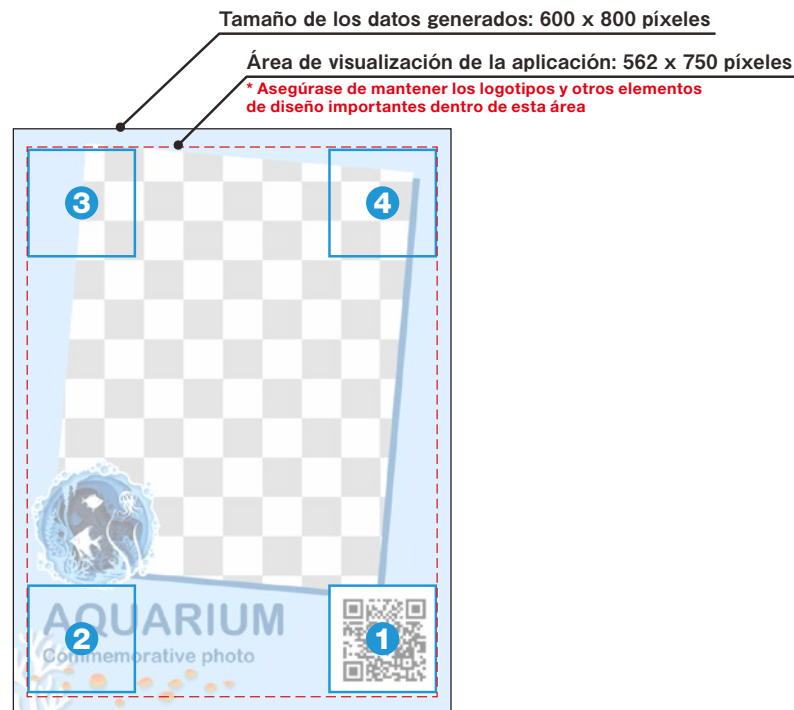 Tamaño de los datos generados: 600 x 800 píxeles
Área de visualización de la aplicación: 562 x 750 píxeles
* Asegúrase de mantener los logotipos y otros elementos
de diseño importantes dentro de esta área
3
4
AQUARIUM
2
1
Commemorative photo